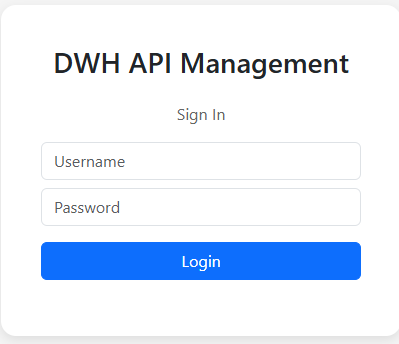 DWH API Management
Sign In
Username
Password
Login